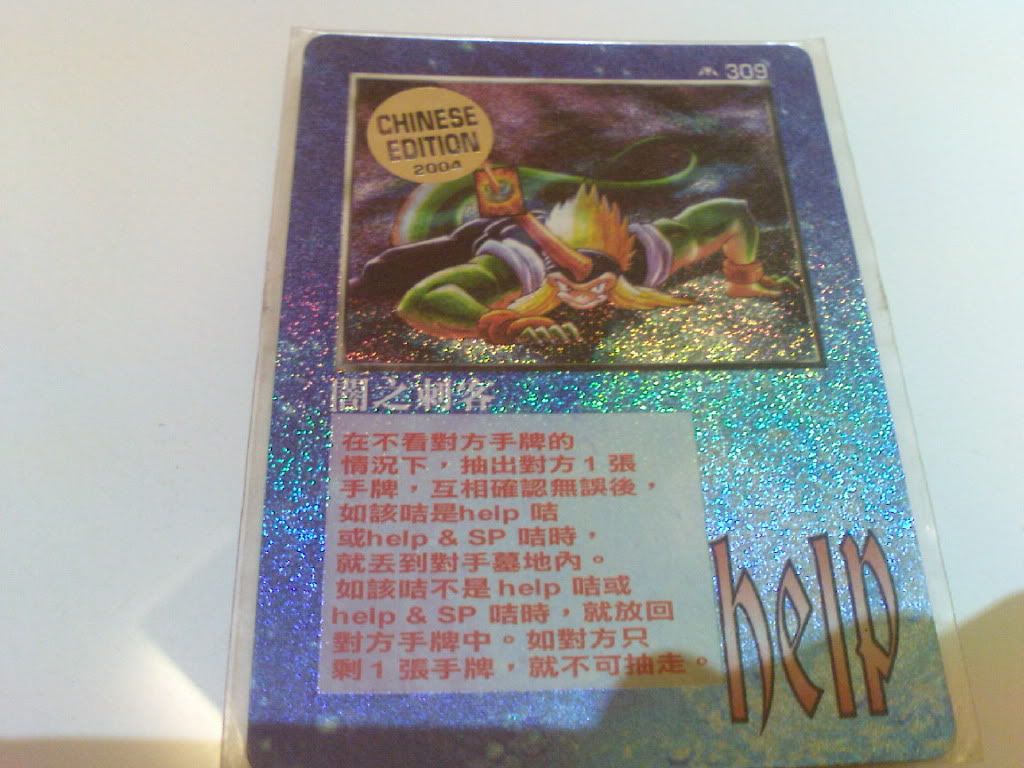 309
CHINESE
EDITION
2004
闇之刺客
在不看對方手牌的
情況下，抽出對方1張
手牌，互相確認無誤後，
如該咭是help 咭
或help & SP 咭時，
就丟到對手墓地內。
如該咭不是 help 咭或
help & SP 咭時，就放回
對方手牌中。如對方只
剩1 張手牌，就不可抽走。
help